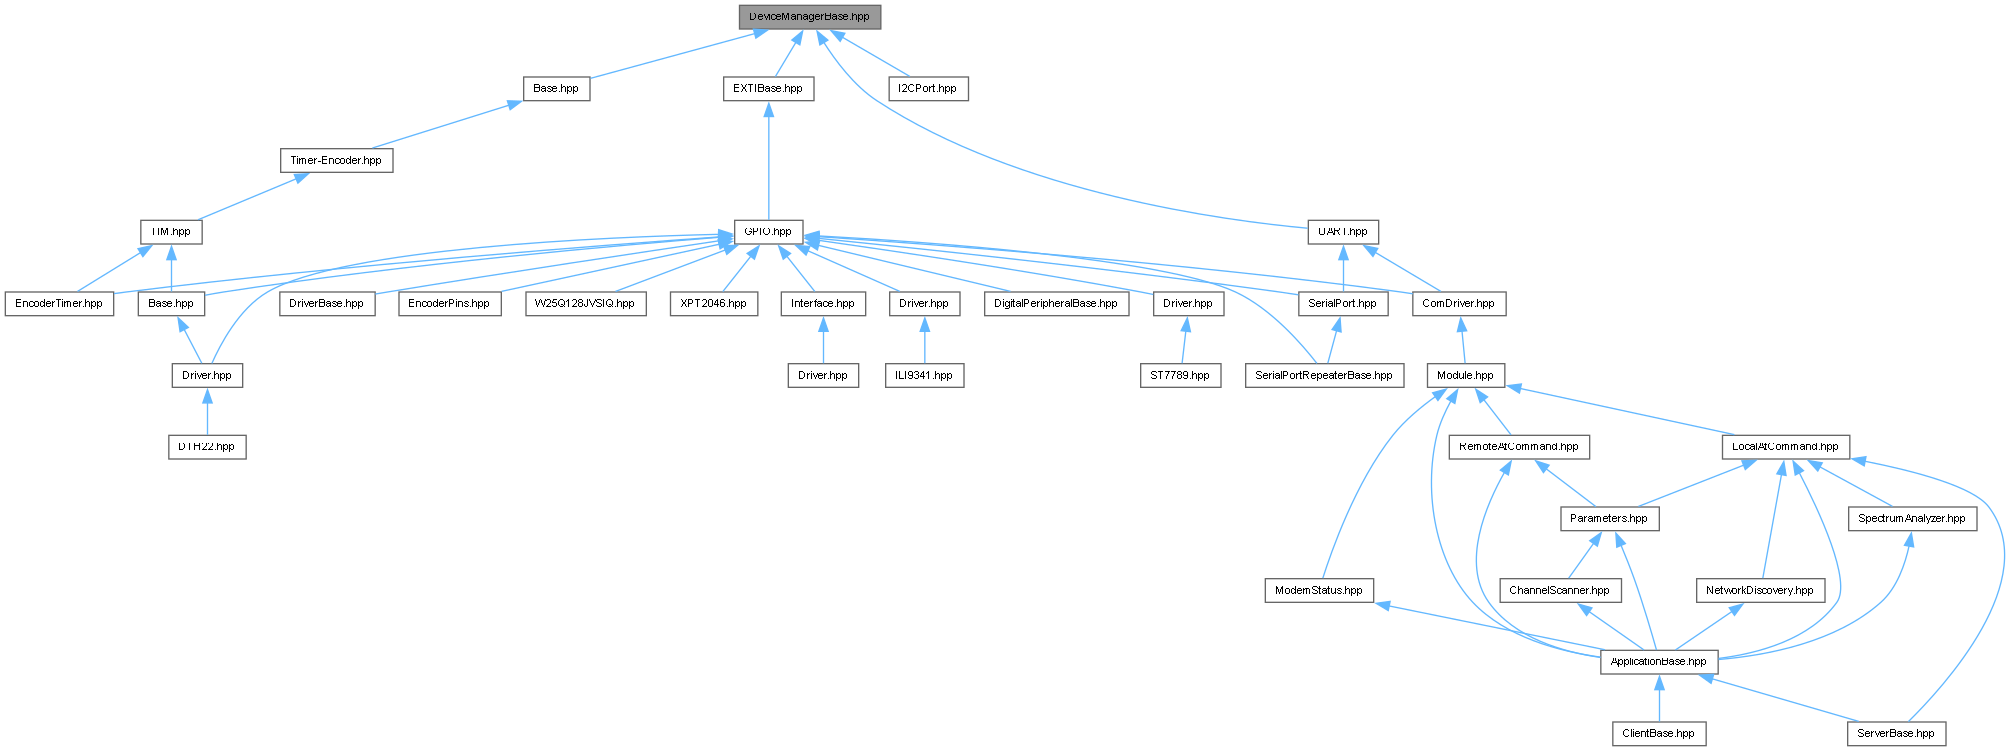 DeviceManagerBase.hpp
Base.hpp
EXTIBase.hpp
I2CPort.hpp
Timer-Encoder.hpp
TIM.hpp
GPIO.hpp
UART.hpp
EncoderTimer.hpp
Base.hpp
DriverBase.hpp
EncoderPins.hpp
W25Q128JVSIQ.hpp
XPT2046.hpp
Interface.hpp
Driver.hpp
DigitalPeripheralBase.hpp
Driver.hpp
SerialPort.hpp
ComDriver.hpp
Driver.hpp
Driver.hpp
ILI9341.hpp
ST7789.hpp
SerialPortRepeaterBase.hpp
Module.hpp
DTH22.hpp
RemoteAtCommand.hpp
LocalAtCommand.hpp
Parameters.hpp
SpectrumAnalyzer.hpp
ModemStatus.hpp
ChannelScanner.hpp
NetworkDiscovery.hpp
ApplicationBase.hpp
ClientBase.hpp
ServerBase.hpp